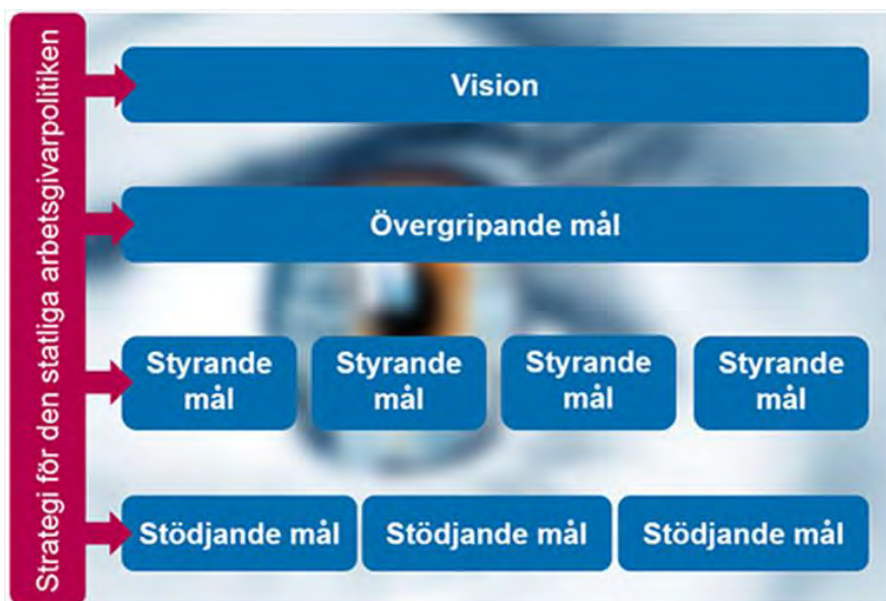 Strategi för den statliga arbetsgivarpolitiken
Vision
Övergripande mål
Styrande
mål
Styrande
mål
Styrande
mål
Styrande
mål
Stödjande mål
Stödjande mål
Stödjande mål